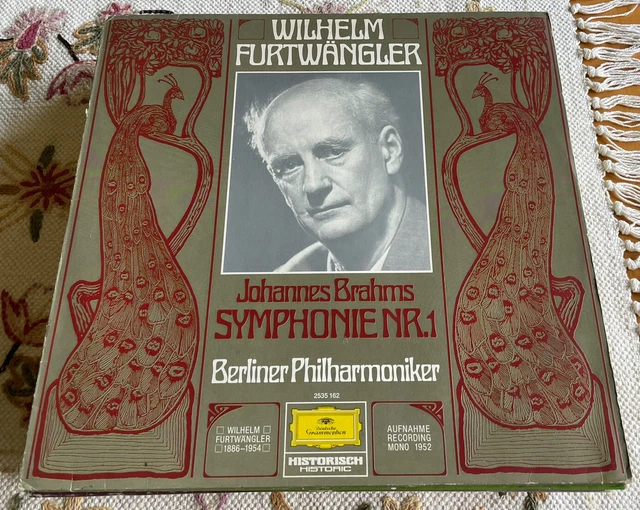 WILHELM
FURTWÄNGLER
Johannes Brahms
SYMPHONIE NR.1
Berliner Philharmoniker
2535 162
WILHELM
FURTWÄNGLER
1886-1954
Deutsche
Grammophon
HISTORISCH
HISTORIC
AUFNAHME
RECORDING
MONO 1952